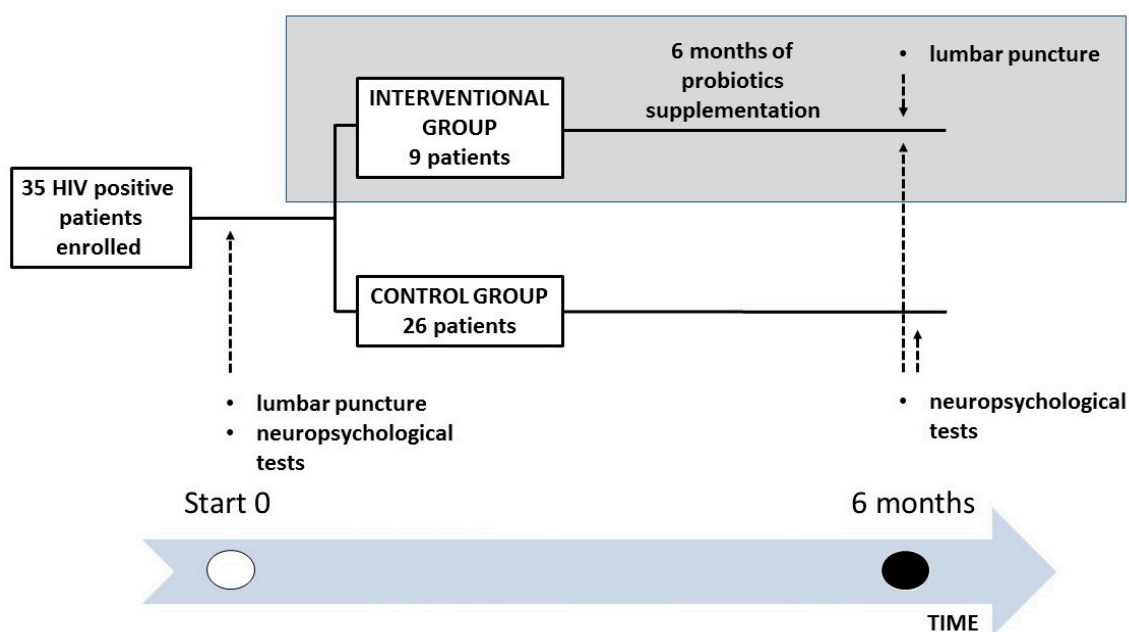 6 months of
probiotics
supplementation
• lumbar puncture
INTERVENTIONAL
GROUP
9 patients
35 HIV positive
patients
enrolled
CONTROL GROUP
26 patients
• lumbar puncture
• neuropsychological
tests
• neuropsychological
tests
Start 0
6 months
TIME